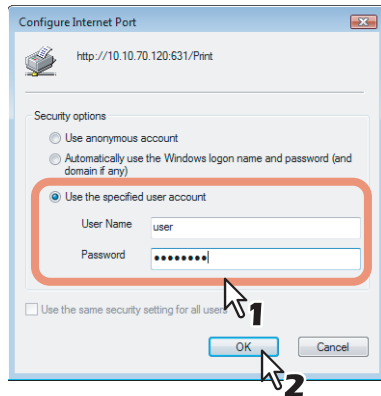 Configure Internet Port
http://10.10.70.120:631/Print
Security options
Use anonymous account
Automatically use the Windows logon name and password (and
domain if any)
Use the specified user account
User Name
user
Password
••••••••
Use the same security setting for all users
1
OK
Cancel
2